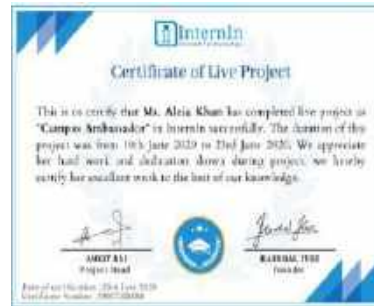 InternIn
Certificate of Live Project
This is to certify that Ms. Khan has completed live project as
"Campus Ambassador" in InternIn successfully. The duration of this
project was from 10th June 2020 to 23rd June 2020. We appreciate
her hard work and dedication shown during project, we hereby
certify her excellent work to the best of our knowledge.
Project Head
Founder
Certificate Number: